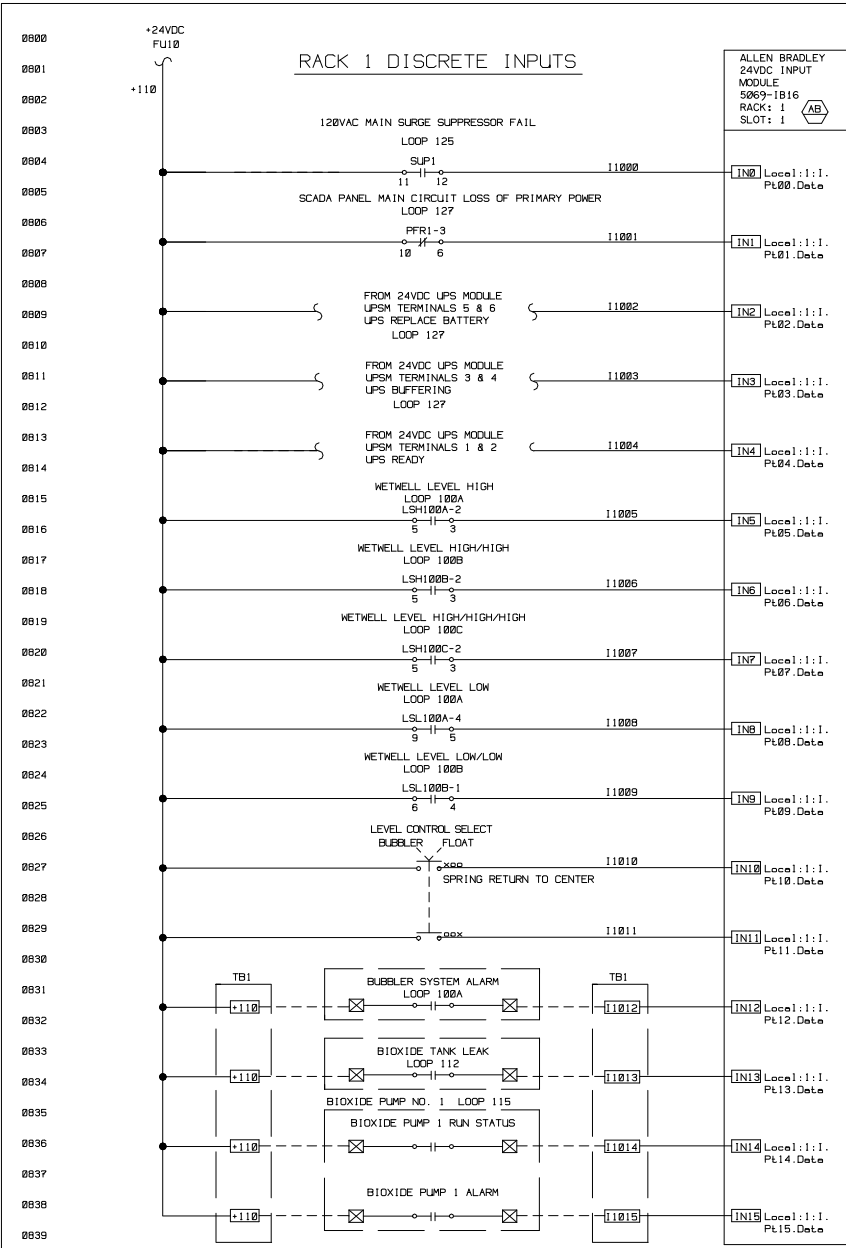 0800
+24VDC
FU10
RACK 1 DISCRETE INPUTS
ALLEN BRADLEY
24VDC INPUT
MODULE
5069-IB16
RACK: 1
SLOT: 1
AB
0801
+110
0802
0803
120VAC MAIN SURGE SUPPRESSOR FAIL
LOOP 125
0804
SUP1
11 12
I1000
IN0 Local:1:I.
Pt00.Data
0805
SCADA PANEL MAIN CIRCUIT LOSS OF PRIMARY POWER
LOOP 127
0806
PFR1-3
10 6
I1001
IN1 Local:1:I.
Pt01.Data
0807
0808
FROM 24VDC UPS MODULE
UPSM TERMINALS 5 & 6
UPS REPLACE BATTERY
LOOP 127
0809
I1002
IN2 Local:1:I.
Pt02.Data
0810
FROM 24VDC UPS MODULE
UPSM TERMINALS 3 & 4
UPS BUFFERING
LOOP 127
0811
I1003
IN3 Local:1:I.
Pt03.Data
0812
0813
FROM 24VDC UPS MODULE
UPSM TERMINALS 1 & 2
UPS READY
I1004
IN4 Local:1:I.
Pt04.Data
0814
0815
WETWELL LEVEL HIGH
LOOP 100A
LSH100A-2
5 3
I1005
IN5 Local:1:I.
Pt05.Data
0816
0817
WETWELL LEVEL HIGH/HIGH
LOOP 100B
0818
LSH100B-2
5 3
I1006
IN6 Local:1:I.
Pt06.Data
0819
WETWELL LEVEL HIGH/HIGH/HIGH
LOOP 100C
0820
LSH100C-2
5 3
I1007
IN7 Local:1:I.
Pt07.Data
0821
WETWELL LEVEL LOW
LOOP 100A
0822
LSL100A-4
9 5
I1008
IN8 Local:1:I.
Pt08.Data
0823
WETWELL LEVEL LOW/LOW
LOOP 100B
0824
LSL100B-1
6 4
I1009
IN9 Local:1:I.
Pt09.Data
0825
0826
LEVEL CONTROL SELECT
BUBBLER FLOAT
0827
XOO
SPRING RETURN TO CENTER
I1010
IN10 Local:1:I.
Pt10.Data
0828
0829
OOX
I1011
IN11 Local:1:I.
Pt11.Data
0830
TB1
TB1
0831
BUBBLER SYSTEM ALARM
LOOP 100A
+110
I1012
IN12 Local:1:I.
Pt12.Data
0832
0833
BIOXIDE TANK LEAK
LOOP 112
+110
I1013
IN13 Local:1:I.
Pt13.Data
0834
0835
BIOXIDE PUMP NO. 1 LOOP 115
BIOXIDE PUMP 1 RUN STATUS
0836
+110
I1014
IN14 Local:1:I.
Pt14.Data
0837
0838
BIOXIDE PUMP 1 ALARM
+110
I1015
IN15 Local:1:I.
Pt15.Data
0839